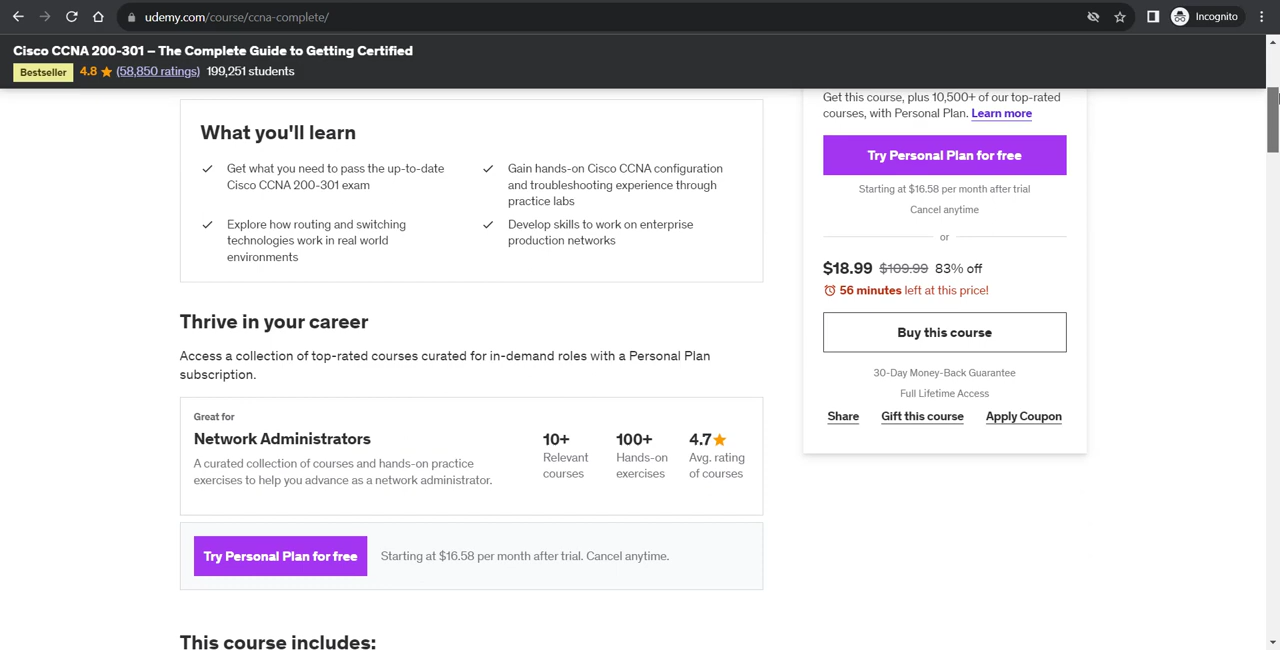 udemy.com/course/ccna-complete/
Incognito
Cisco CCNA 200-301 – The Complete Guide to Getting Certified
Bestseller 4.8 (58,850 ratings) 199,251 students
What you'll learn
Get what you need to pass the up-to-date
Cisco CCNA 200-301 exam
Gain hands-on Cisco CCNA configuration
and troubleshooting experience through
practice labs
Explore how routing and switching
technologies work in real world
environments
Develop skills to work on enterprise
production networks
Thrive in your career
Access a collection of top-rated courses curated for in-demand roles with a Personal Plan
subscription.
Great for
Network Administrators
A curated collection of courses and hands-on practice
exercises to help you advance as a network administrator.
10+
Relevant
courses
100+
Hands-on
exercises
4.7
Avg. rating
of courses
Try Personal Plan for free
Starting at $16.58 per month after trial. Cancel anytime.
This course includes:
Get this course, plus 10,500+ of our top-rated
courses, with Personal Plan. Learn more
Try Personal Plan for free
Starting at $16.58 per month after trial
Cancel anytime
or
$18.99 $109.99 83% off
56 minutes left at this price!
Buy this course
30-Day Money-Back Guarantee
Full Lifetime Access
Share Gift this course Apply Coupon